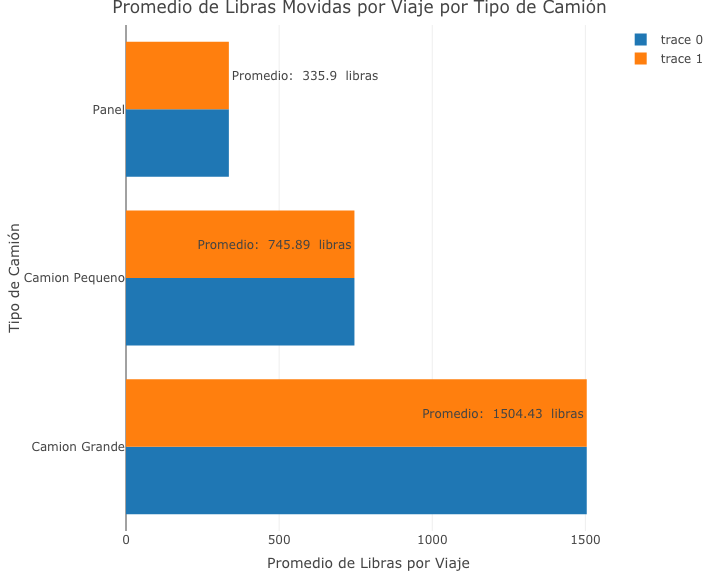 Promedio de Libras Movidas por Viaje por Tipo de Camión
trace 0
trace 1
Promedio: 335.9 libras
Panel
Promedio: 745.89 libras
Camion Pequeno
Promedio: 1504.43 libras
Camion Grande
Tipo de Camión
0
500
1000
1500
Promedio de Libras por Viaje